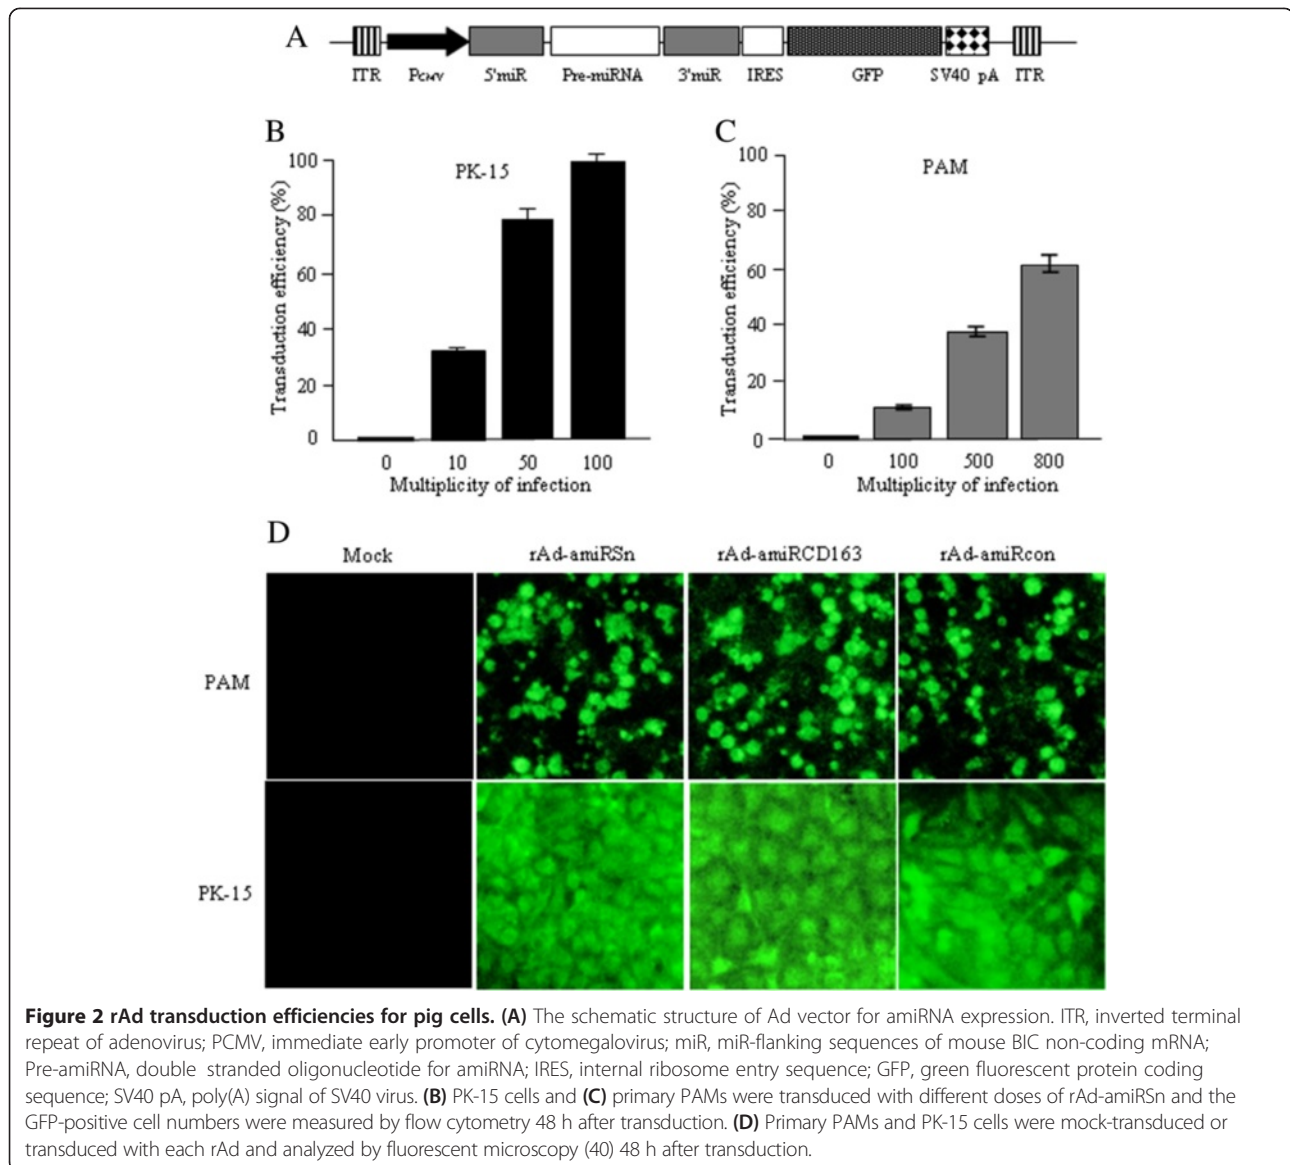 A
ITR PCMV 5'miR Pre-miRNA 3'miR IRES GFP SV40 pA ITR
B
PK-15
Transduction efficiency (%)
100
80
60
40
20
0
0 10 50 100
Multiplicity of infection
C
PAM
Transduction efficiency (%)
100
80
60
40
20
0
0 100 500 800
Multiplicity of infection
D
Mock rAd-amiRSn rAd-amiRCD163 rAd-amiRcon
PAM
PK-15
Figure 2 rAd transduction efficiencies for pig cells. (A) The schematic structure of Ad vector for amiRNA expression. ITR, inverted terminal
repeat of adenovirus; PCMV, immediate early promoter of cytomegalovirus; miR, miR-flanking sequences of mouse BIC non-coding mRNA;
Pre-amiRNA, double stranded oligonucleotide for amiRNA; IRES, internal ribosome entry sequence; GFP, green fluorescent protein coding
sequence; SV40 pA, poly(A) signal of SV40 virus. (B) PK-15 cells and (C) primary PAMs were transduced with different doses of rAd-amiRSn and the
GFP-positive cell numbers were measured by flow cytometry 48 h after transduction. (D) Primary PAMs and PK-15 cells were mock-transduced or
transduced with each rAd and analyzed by fluorescent microscopy (40) 48 h after transduction.